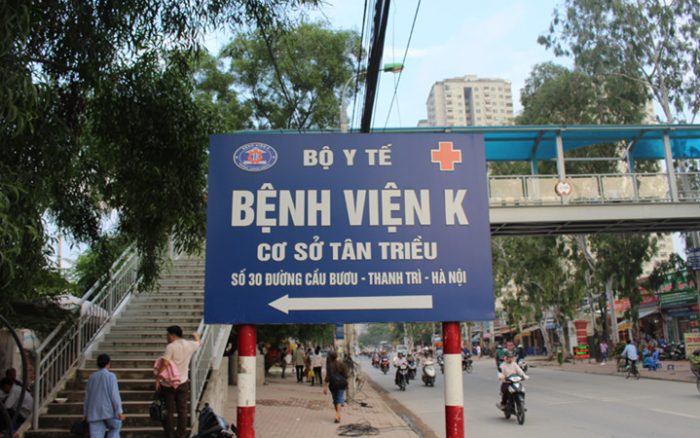 BỘ Y TẾ
BỆNH VIỆN K
CƠ SỞ TÂN TRIỀU
SỐ 30 ĐƯỜNG CẦU BƯƠU - THANH TRÌ - HÀ NỘI